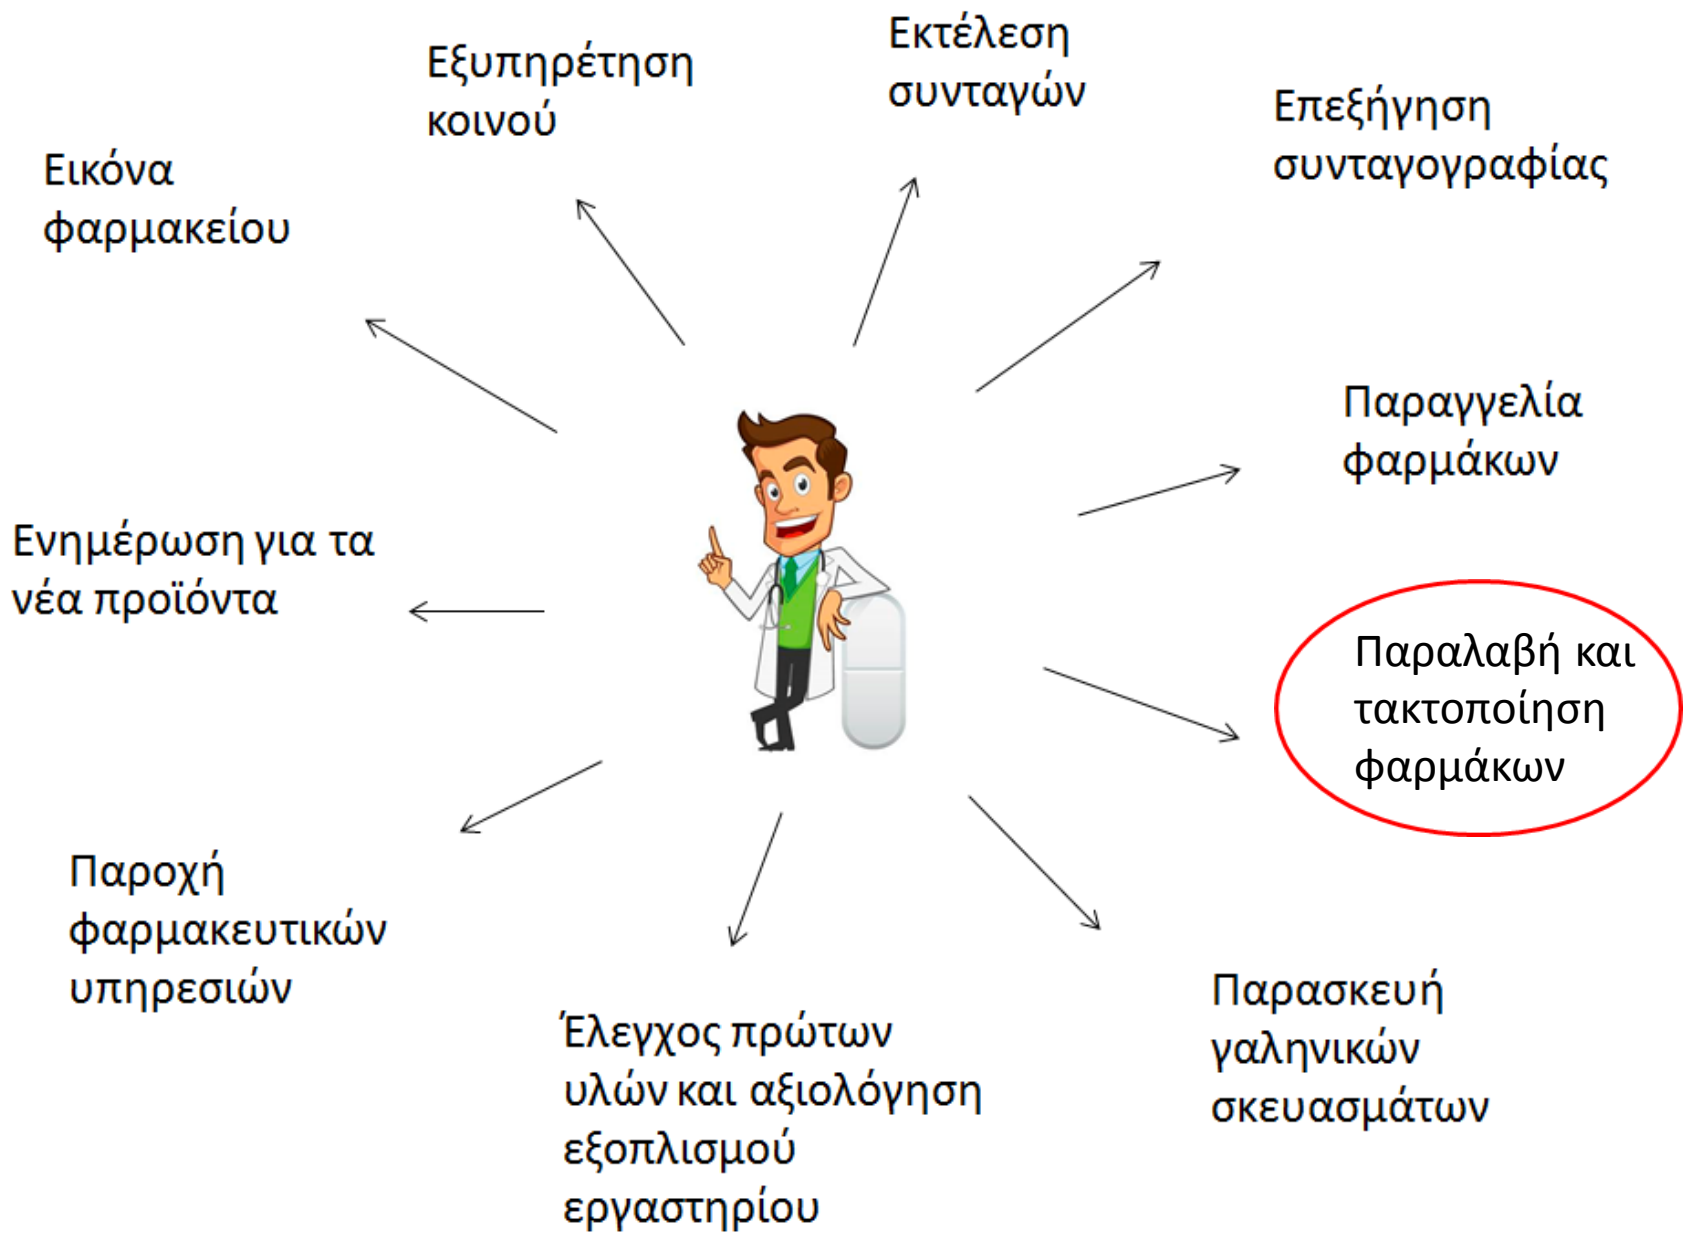 Εκτέλεση
συνταγών
Εξυπηρέτηση
κοινού
Επεξήγηση
συνταγογραφίας
Εικόνα
φαρμακείου
Παραγγελία
φαρμάκων
Ενημέρωση για τα
νέα προϊόντα
Παραλαβή και
τακτοποίηση
φαρμάκων
Παροχή
φαρμακευτικών
υπηρεσιών
Παρασκευή
γαληνικών
σκευασμάτων
Έλεγχος πρώτων
υλών και αξιολόγηση
εξοπλισμού
εργαστηρίου